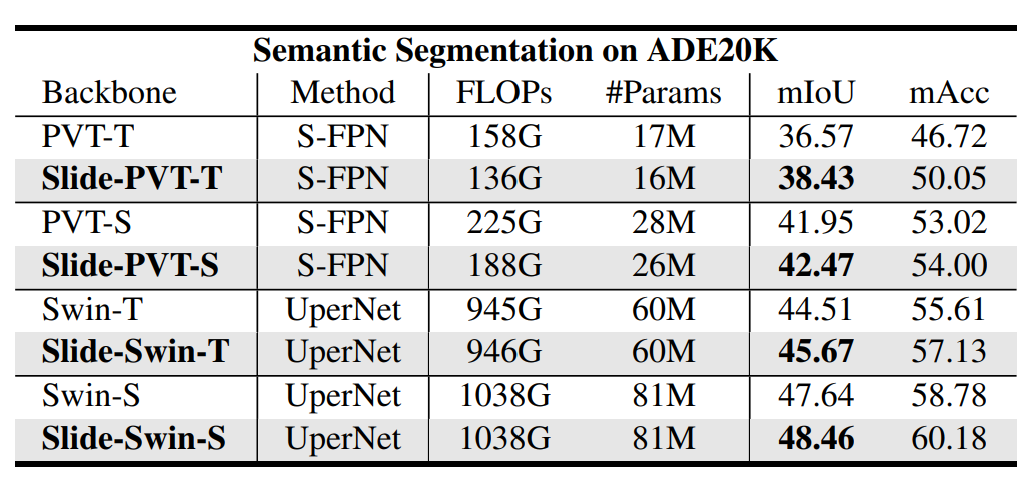 Semantic Segmentation on ADE20K
Backbone Method FLOPs #Params mIoU mAcc
PVT-T S-FPN 158G 17M 36.57 46.72
Slide-PVT-T S-FPN 136G 16M 38.43 50.05
PVT-S S-FPN 225G 28M 41.95 53.02
Slide-PVT-S S-FPN 188G 26M 42.47 54.00
Swin-T UperNet 945G 60M 44.51 55.61
Slide-Swin-T UperNet 946G 60M 45.67 57.13
Swin-S UperNet 1038G 81M 47.64 58.78
Slide-Swin-S UperNet 1038G 81M 48.46 60.18